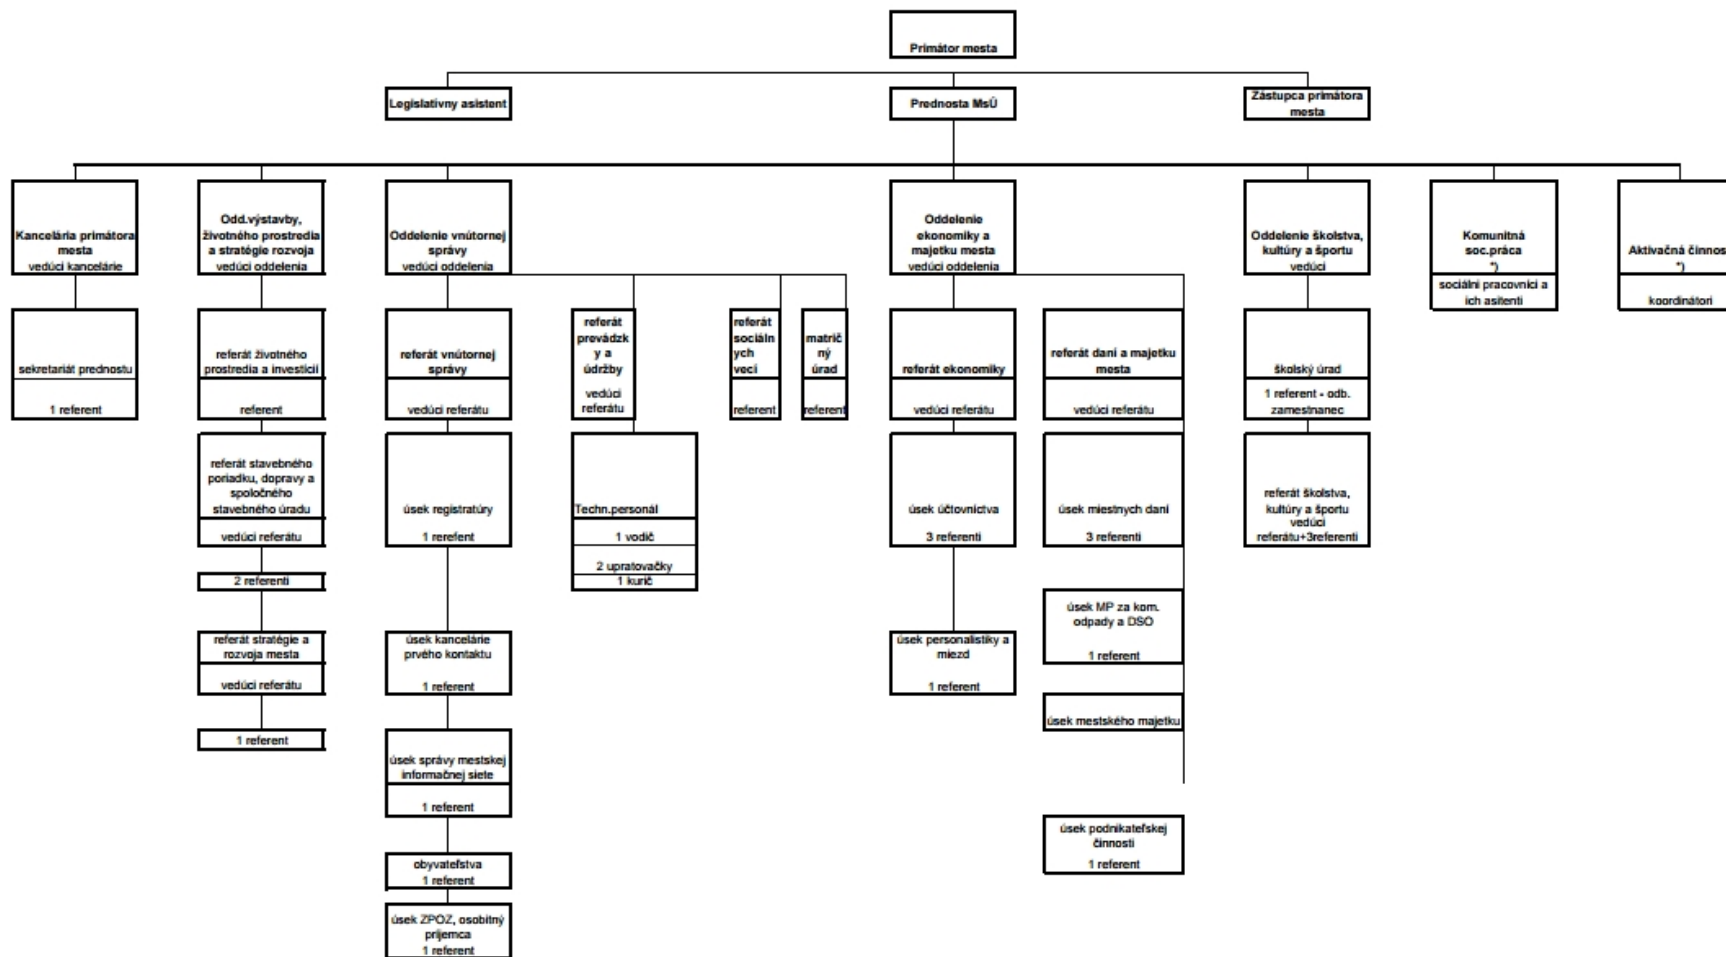 Primátor mesta
Legislatívny asistent
Prednosta MsÚ
Zástupca primátora
mesta
Kancelária primátora
mesta
vedúci kancelárie
Odd.výstavby,
životného prostredia
a stratégie rozvoja
vedúci oddelenia
Oddelenie vnútornej
správy
vedúci oddelenia
Oddelenie
ekonomiky a
majetku mesta
vedúci oddelenia
Oddelenie školstva,
kultúry a športu
vedúci
Komunitná
soc.práca
*)
sociálni pracovníci a
ich asitenti
Aktivačná činnos
*)
koordinátori
sekretariát prednostu
1 referent
referát životného
prostredia a investícií
referent
referát vnútornej
správy
vedúci referátu
referát
prevádzk
y a
údržby
vedúci
referátu
referát
sociáln
ych
vecí
referent
matrič
ný
úrad
referent
referát ekonomiky
vedúci referátu
referát daní a majetku
mesta
vedúci referátu
školský úrad
1 referent - odb.
zamestnanec
referát stavebného
poriadku, dopravy a
spoločného
stavebného úradu
vedúci referátu
úsek registratúry
1 rerefent
Techn.personál
1 vodič
2 upratovačky
1 kurič
úsek účtovníctva
3 referenti
úsek miestnych daní
3 referenti
referát školstva,
kultúry a športu
vedúci
referátu+3referenti
2 referenti
úsek MP za kom.
odpady a DSO
1 referent
referát stratégie a
rozvoja mesta
vedúci referátu
úsek kancelárie
prvého kontaktu
1 referent
úsek personalistiky a
miezd
1 referent
úsek mestského majetku
1 referent
úsek správy mestskej
informačnej siete
1 referent
úsek podnikateľskej
činnosti
1 referent
obyvateľstva
1 referent
úsek ZPOZ, osobitný
príjemca
1 referent